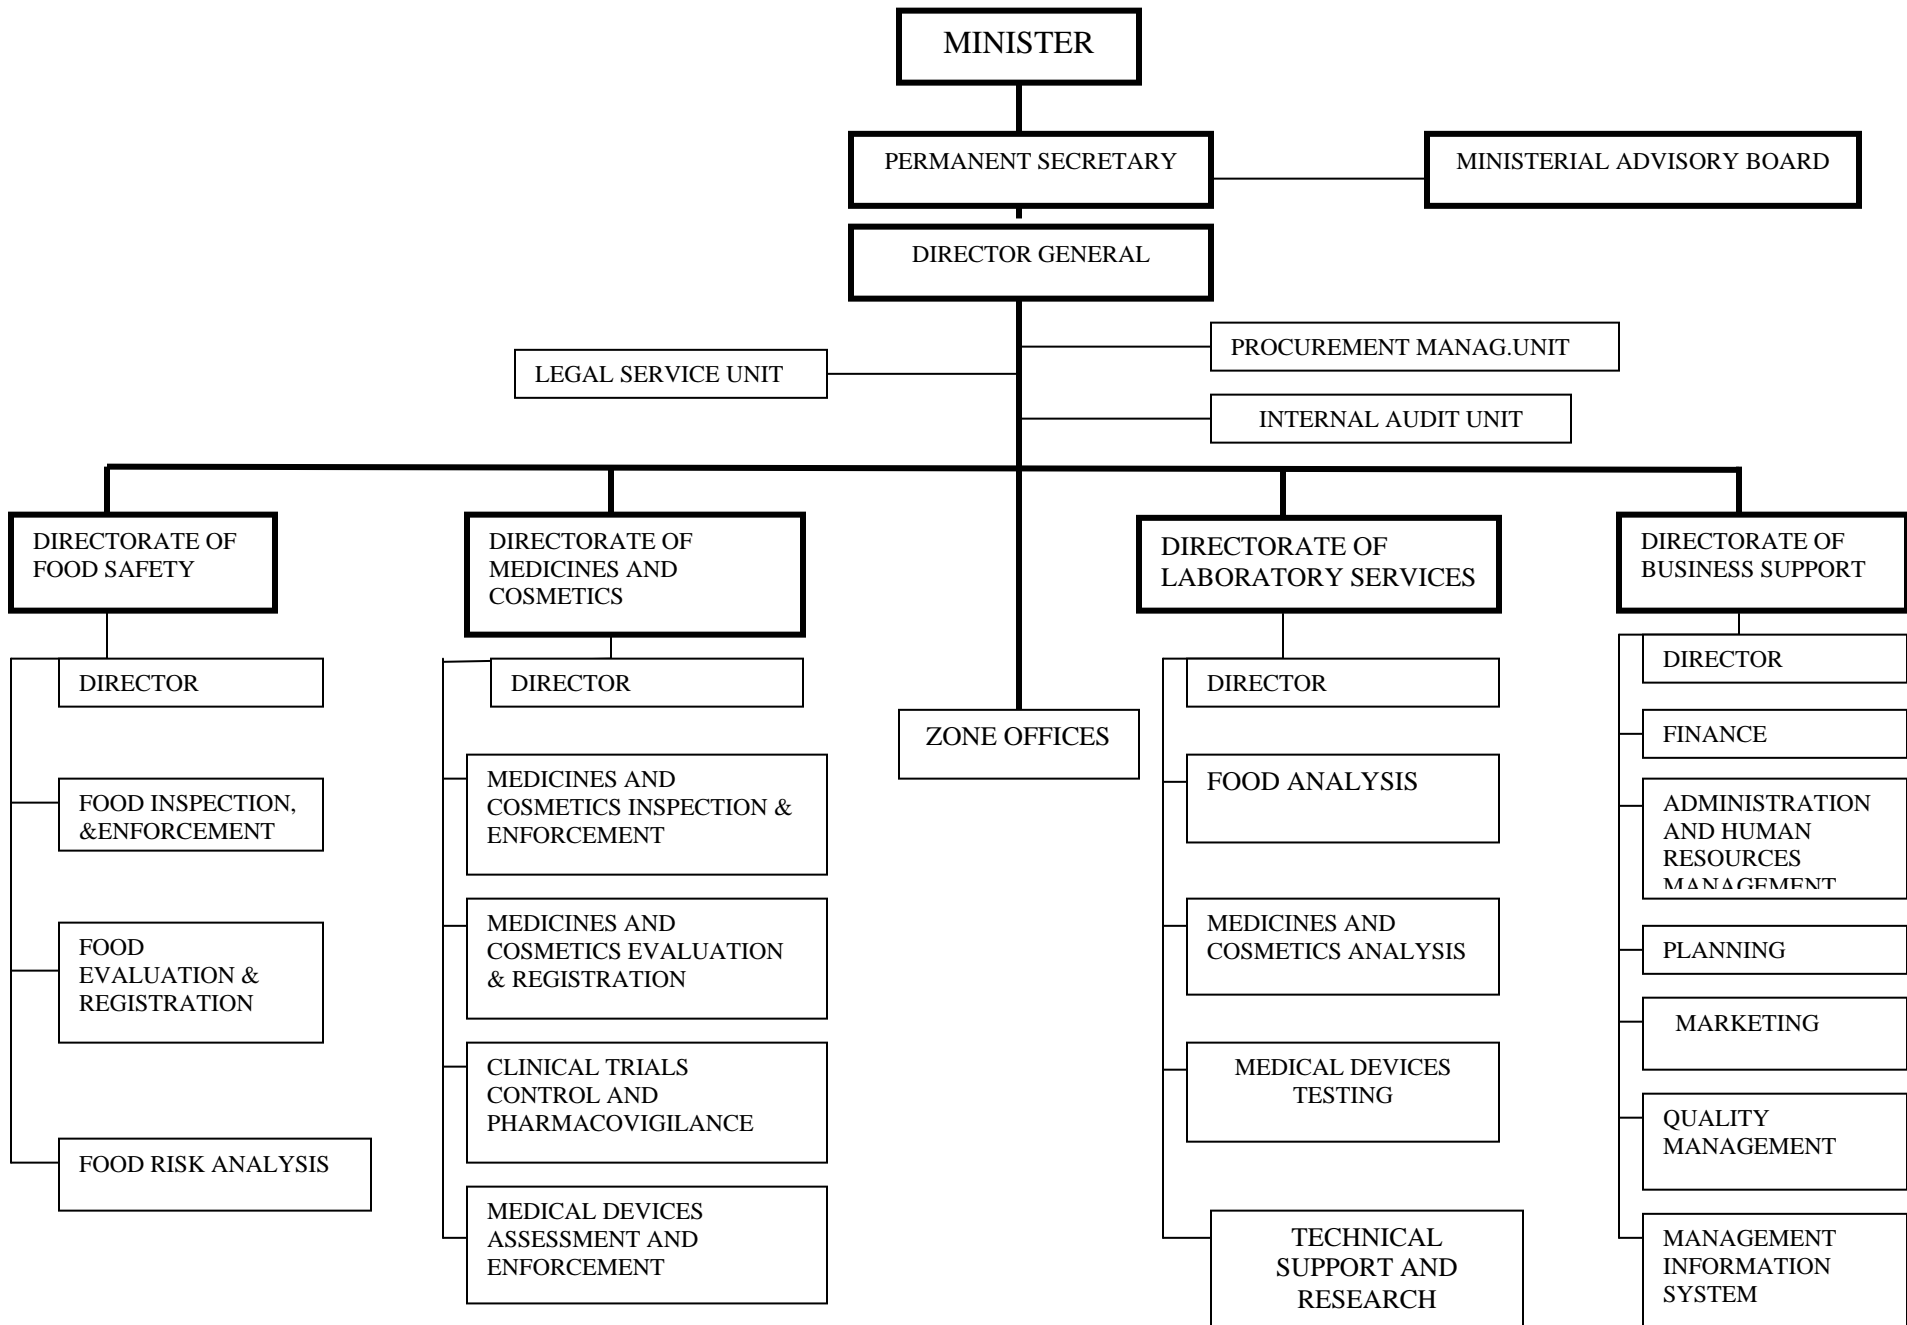 MINISTER
PERMANENT SECRETARY
MINISTERIAL ADVISORY BOARD
DIRECTOR GENERAL
PROCUREMENT MANAG.UNIT
LEGAL SERVICE UNIT
INTERNAL AUDIT UNIT
DIRECTORATE OF
FOOD SAFETY
DIRECTOR
FOOD INSPECTION,
&ENFORCEMENT
FOOD
EVALUATION &
REGISTRATION
FOOD RISK ANALYSIS
DIRECTORATE OF
MEDICINES AND
COSMETICS
DIRECTOR
MEDICINES AND
COSMETICS INSPECTION &
ENFORCEMENT
MEDICINES AND
COSMETICS EVALUATION
& REGISTRATION
CLINICAL TRIALS
CONTROL AND
PHARMACOVIGILANCE
MEDICAL DEVICES
ASSESSMENT AND
ENFORCEMENT
ZONE OFFICES
DIRECTORATE OF
LABORATORY SERVICES
DIRECTOR
FOOD ANALYSIS
MEDICINES AND
COSMETICS ANALYSIS
MEDICAL DEVICES
TESTING
TECHNICAL
SUPPORT AND
RESEARCH
DIRECTORATE OF
BUSINESS SUPPORT
DIRECTOR
FINANCE
ADMINISTRATION
AND HUMAN
RESOURCES
MANAGEMENT
PLANNING
MARKETING
QUALITY
MANAGEMENT
MANAGEMENT
INFORMATION
SYSTEM